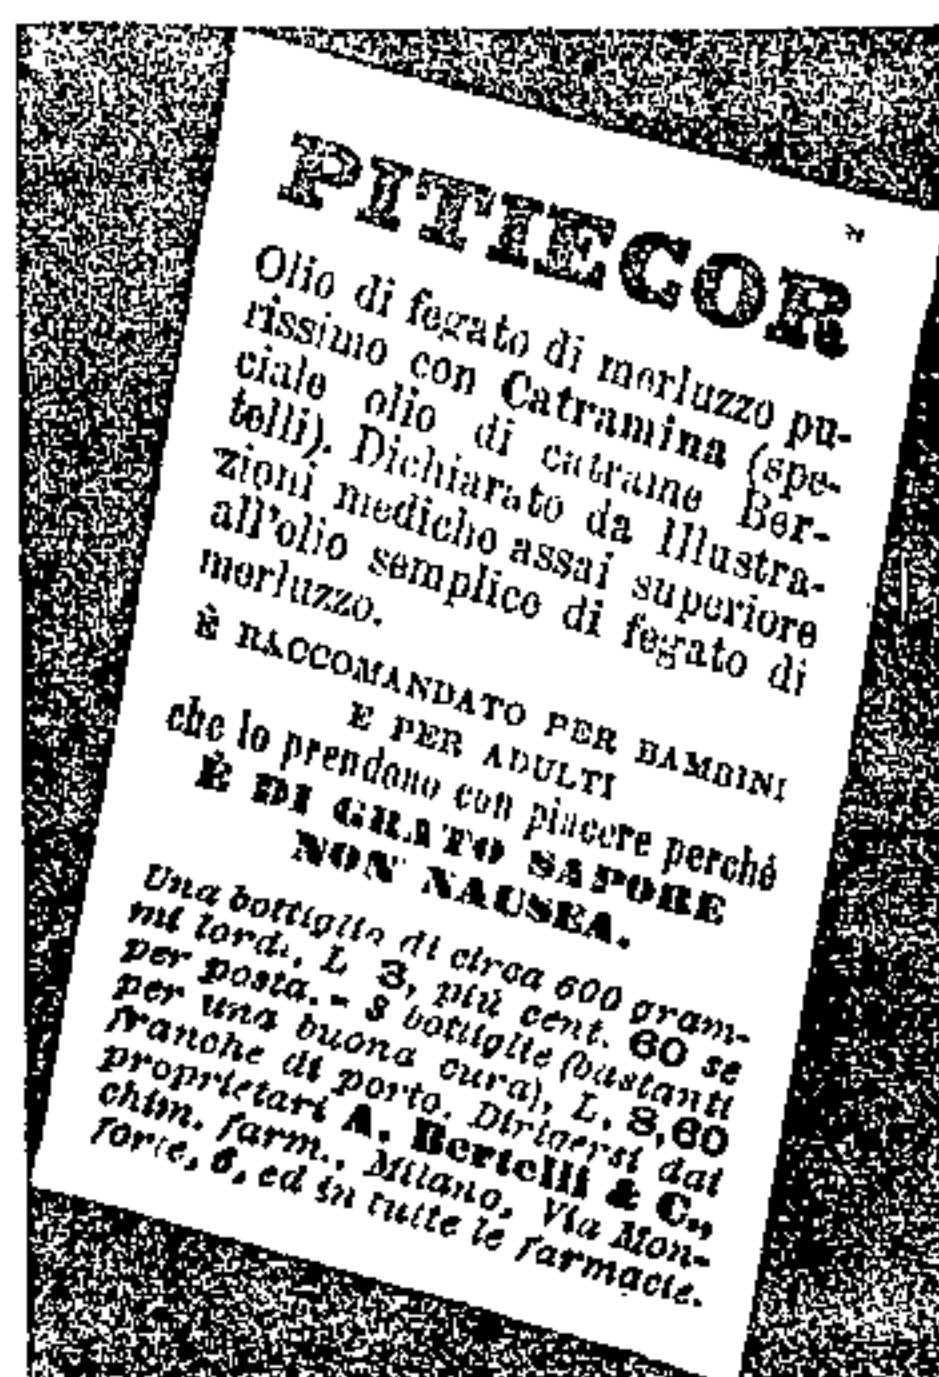 PITIECOR
Olio di fegato di merluzzo pu-
rissimo con Catramina (spe-
ciale olio di catrame Ber-
telli). Dichiarato da Illustra-
zioni mediche assai superiore
all'olio semplice di fegato di
merluzzo.
È RACCOMANDATO PER BAMBINI
E PER ADULTI
che lo prendono con piacere perché
È DI GRATO SAPORE
NON NAUSEA.
Una bottiglia di circa 600 gram-
mi lordi, L. 3, più cent. 60 se
per posta. - 3 bottiglie (bastanti
per una buona cura), L. 8,60
franche di porto. Dirigersi dai
proprietari A. Bertelli & C.,
chim. farm., Milano, Via Mon-
forte, 6, ed in tutte le farmacie.